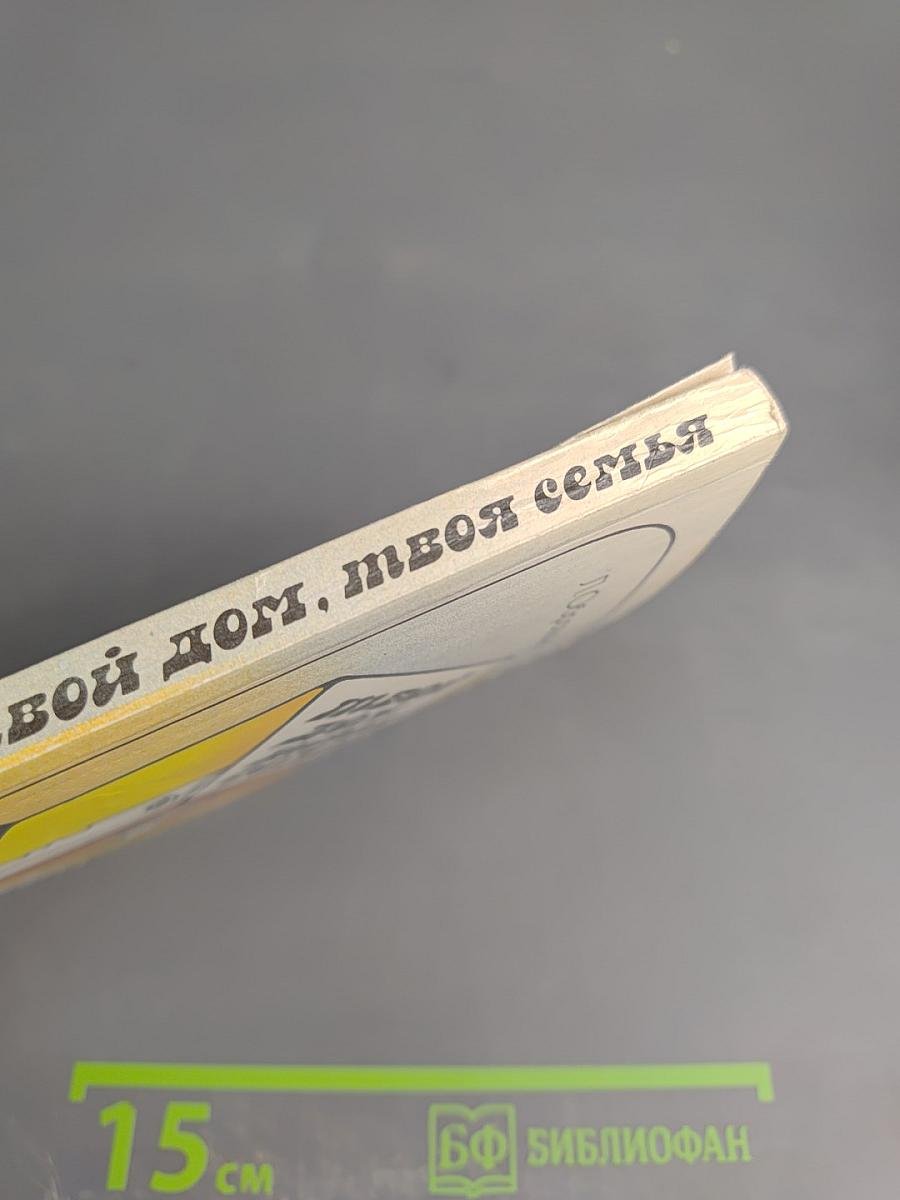 вой дом, твоя семья
15 см
БФ БИБЛИОФАН